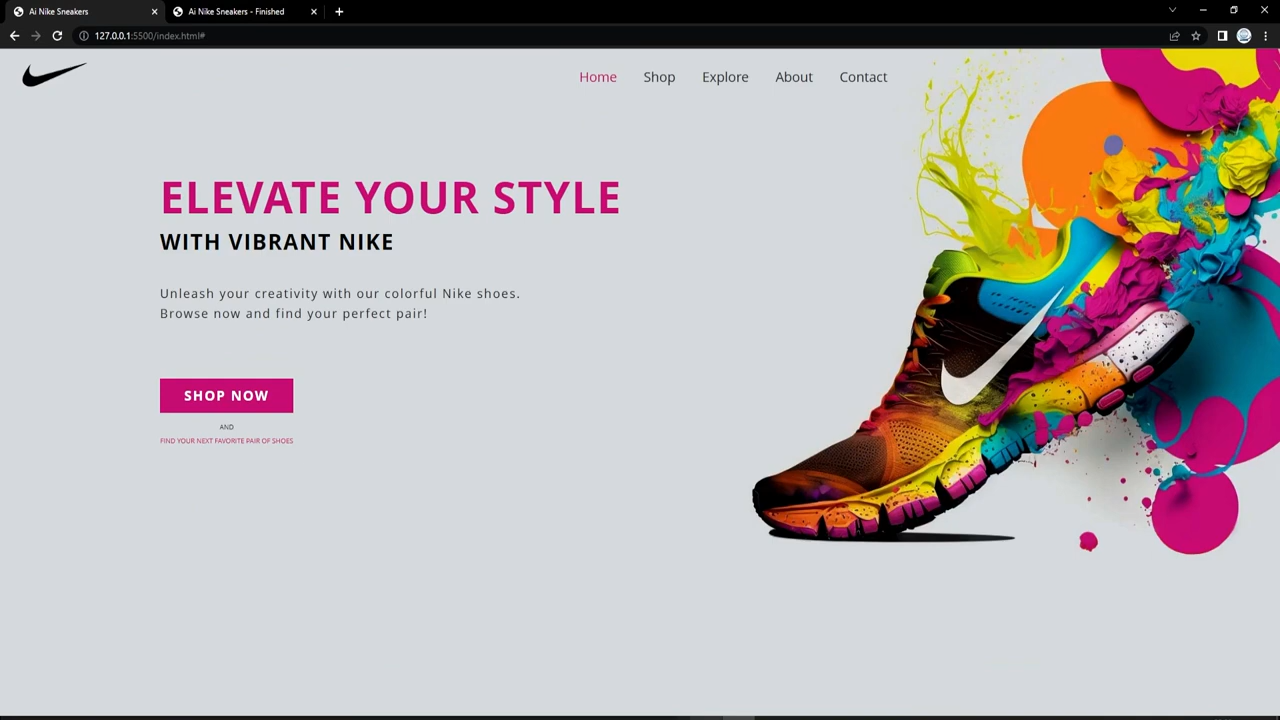 Ai Nike Sneakers
Ai Nike Sneakers - Finished
127.0.0.1:5500/index.html#
Home Shop Explore About Contact
ELEVATE YOUR STYLE
WITH VIBRANT NIKE
Unleash your creativity with our colorful Nike shoes.
Browse now and find your perfect pair!
SHOP NOW
AND
FIND YOUR NEXT FAVORITE PAIR OF SHOES